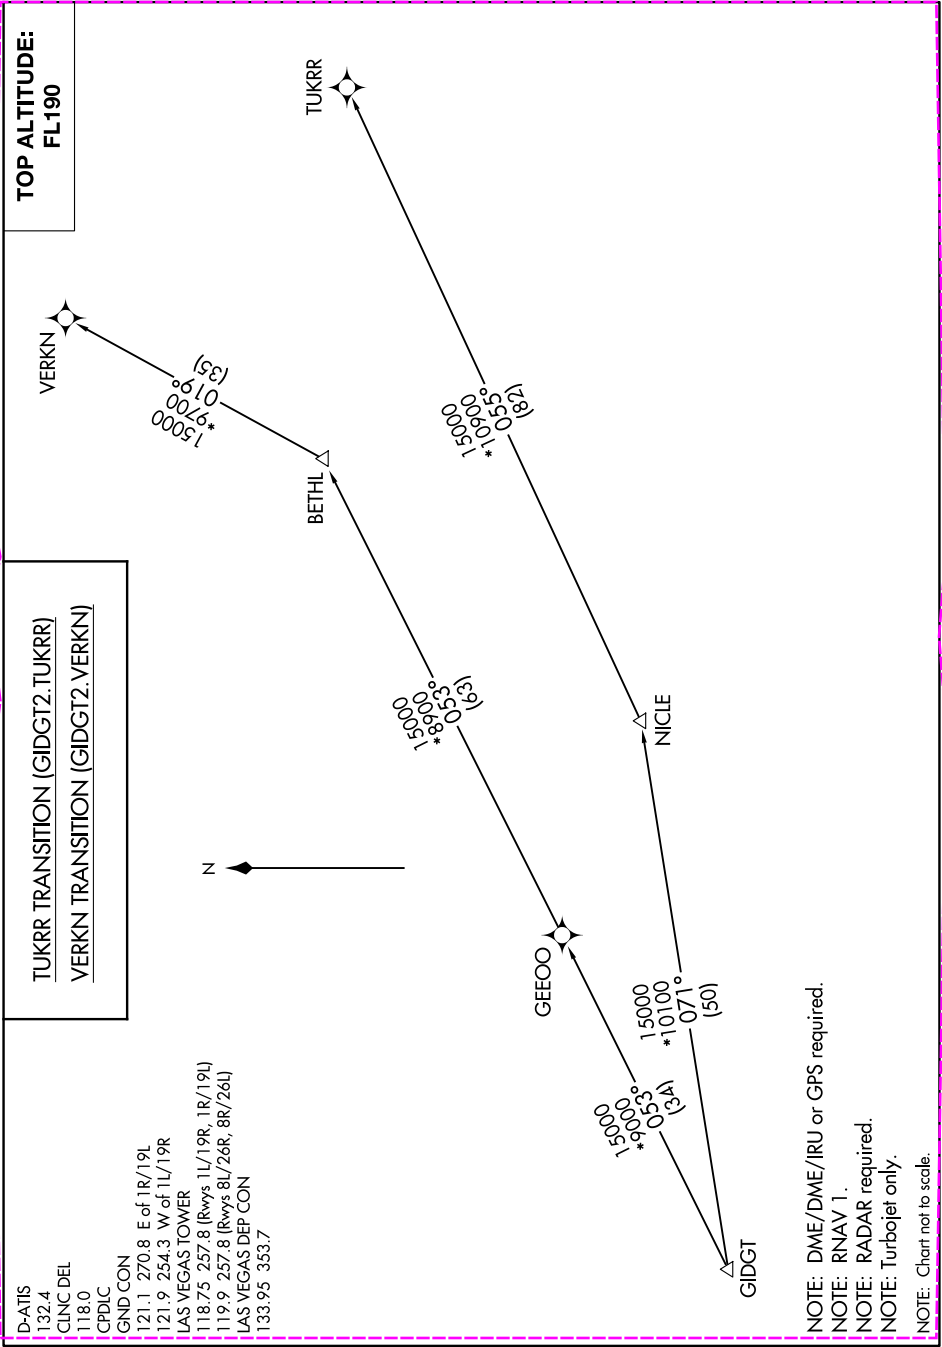 TOP ALTITUDE:
FL190
TUKRR TRANSITION (GIDGT2.TUKRR)
VERKN TRANSITION (GIDGT2.VERKN)
D-ATIS
132.4
CLNC DEL
118.0
CPDLC
GND CON
121.1 270.8 E of 1R/19L
121.9 254.3 W of 1L/19R
LAS VEGAS TOWER
118.75 257.8 (Rwys 1L/19R, 1R/19L)
119.9 257.8 (Rwys 8L/26R, 8R/26L)
LAS VEGAS DEP CON
133.95 353.7
N
VERKN
15000
*9700
019°
(35)
BETHL
15000
*8900
053°
(63)
GEEOO
15000
*9000
053°
(34)
GIDGT
15000
*10100
071°
(50)
NICLE
15000
*10900
055°
(82)
TUKRR
NOTE: DME/DME/IRU or GPS required.
NOTE: RNAV 1.
NOTE: RADAR required.
NOTE: Turbojet only.
NOTE: Chart not to scale.